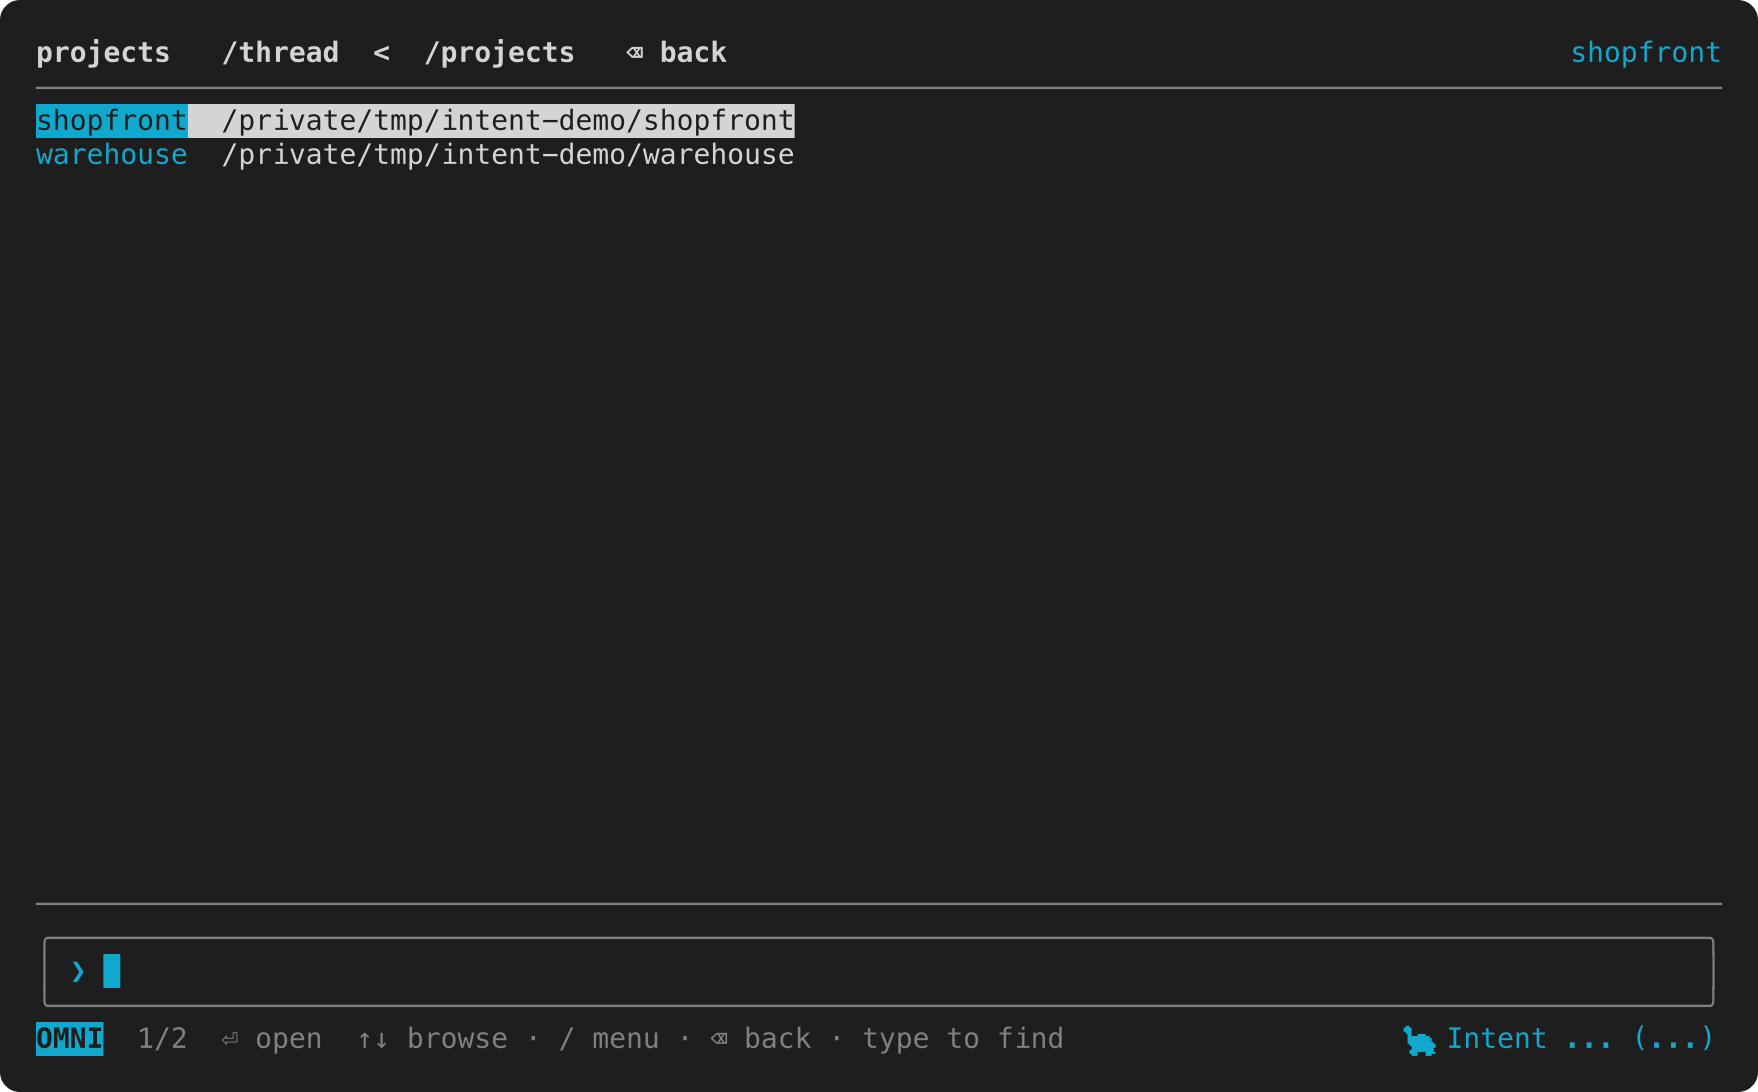 projects /thread < /projects ⌫ back shopfront
shopfront /private/tmp/intent-demo/shopfront
warehouse /private/tmp/intent-demo/warehouse
❯
OMNI 1/2 ⏎ open ↑↓ browse · / menu · ⌫ back · type to find Intent ... (...)